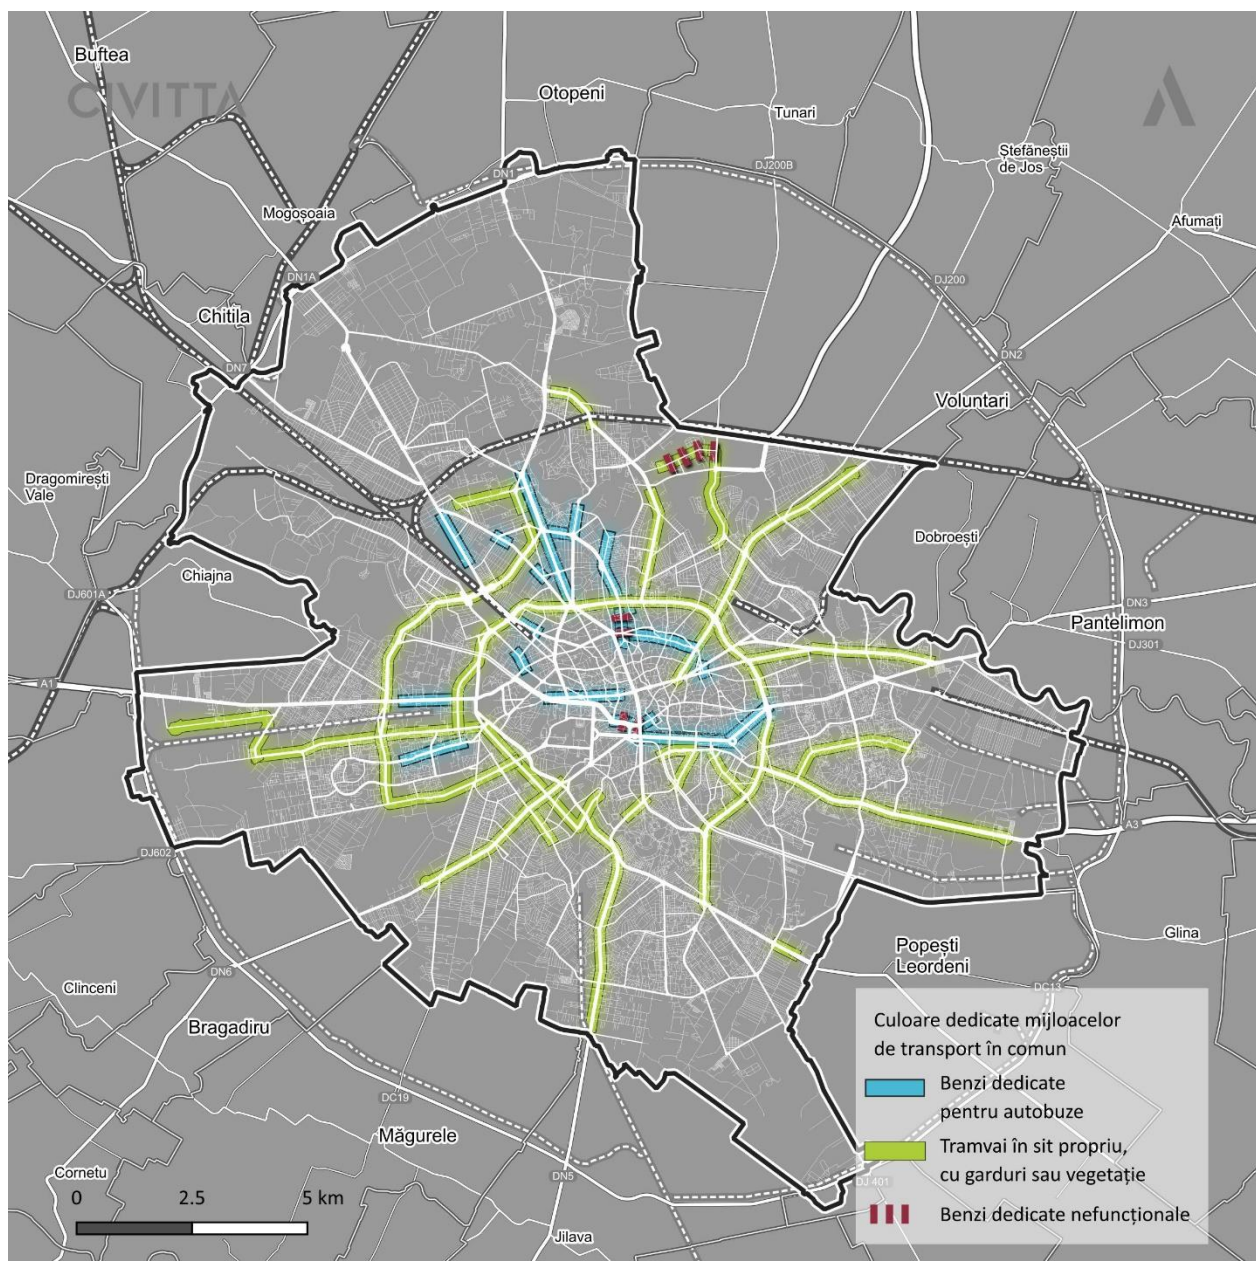 Buftea
CIVITTA
Otopeni
Tunari
Ștefăneștii
de Jos
DJ200B
DN1
Mogoșoaia
Afumați
DN1A
DJ200
Chitila
DN2
DN7
Voluntari
Dragomirești
Vale
Dobroești
Chiajna
DJ601A
DN3
Pantelimon
DJ301
A1
A3
DJ602
Popești
Leordeni
Glina
DN6
Clinceni
DC13
Bragadiru
DC19
Măgurele
Cornetu
DN5
DJ 401
Jilava
0 2.5 5 km
Culoare dedicate mijloacelor
de transport în comun
Benzi dedicate
pentru autobuze
Tramvai în sit propriu,
cu garduri sau vegetație
Benzi dedicate nefuncționale